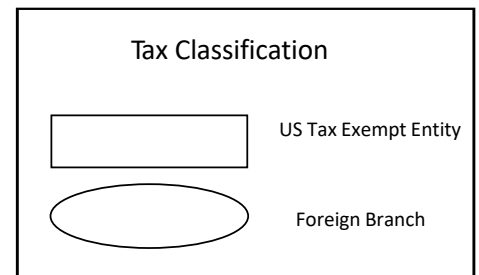 Tax Classification
US Tax Exempt Entity
Foreign Branch